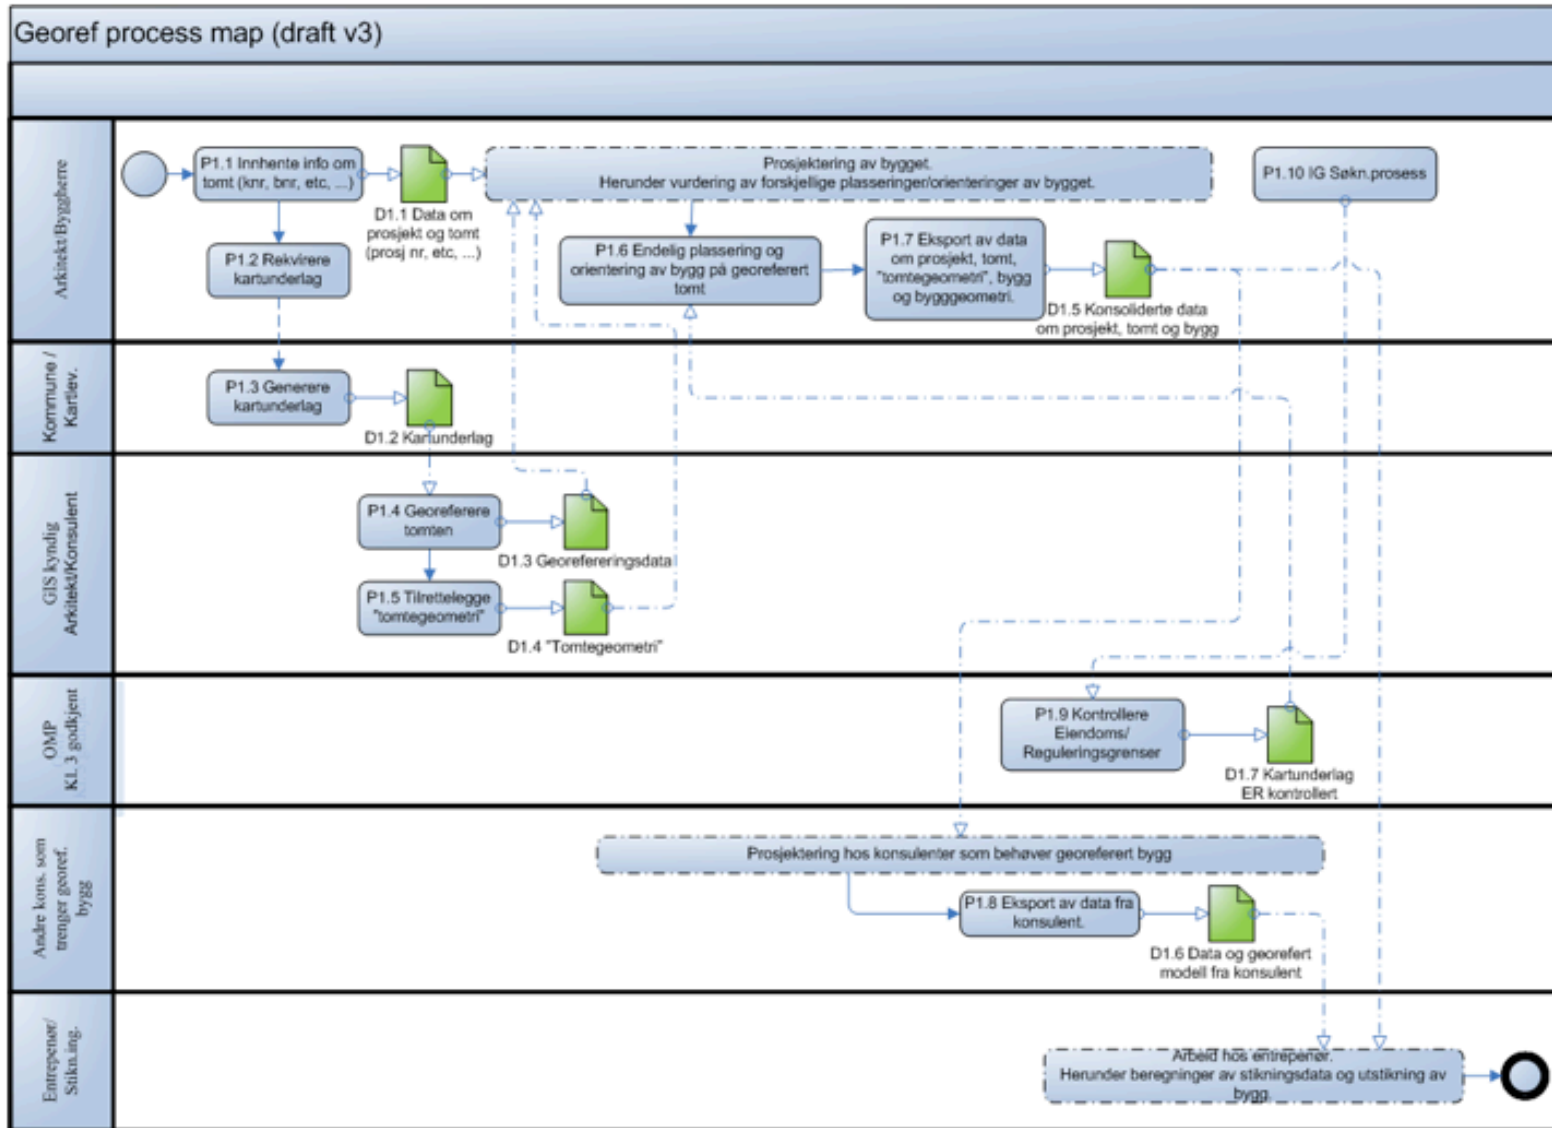 Georef process map (draft v3)
Arkitekt/Byggherre
P1.1 Innhente info om
tomt (knr, bnr, etc, ...)
D1.1 Data om
prosjekt og tomt
(prosj nr, etc, ...)
Prosjektering av bygget.
Herunder vurdering av forskjellige plasseringer/orienteringer av bygget.
P1.10 IG Søkn.prosess
P1.2 Rekvirere
kartunderlag
P1.6 Endelig plassering og
orientering av bygg på georeferert
tomt
P1.7 Eksport av data
om prosjekt, tomt,
"tomtegeometri", bygg
og bygggeometri.
D1.5 Konsoliderte data
om prosjekt, tomt og bygg
Kommune /
Kartlev.
P1.3 Generere
kartunderlag
D1.2 Kartunderlag
GIS kyndig
Arkitekt/Konsulent
P1.4 Georeferere
tomten
D1.3 Georefereringsdata
P1.5 Tilrettelegge
"tomtegeometri"
D1.4 "Tomtegeometri"
OMP
Kl. 3 godkjent
P1.9 Kontrollere
Eiendoms/
Reguleringsgrenser
D1.7 Kartunderlag
ER kontrollert
Andre kons. som
trenger georef.
bygg
Prosjektering hos konsulenter som behøver georefert bygg
P1.8 Eksport av data fra
konsulent.
D1.6 Data og georefert
modell fra konsulent
Entrepenør/
Stikn.ing.
Arbeid hos entrepenør.
Herunder beregninger av stikningsdata og utstikning av
bygg.